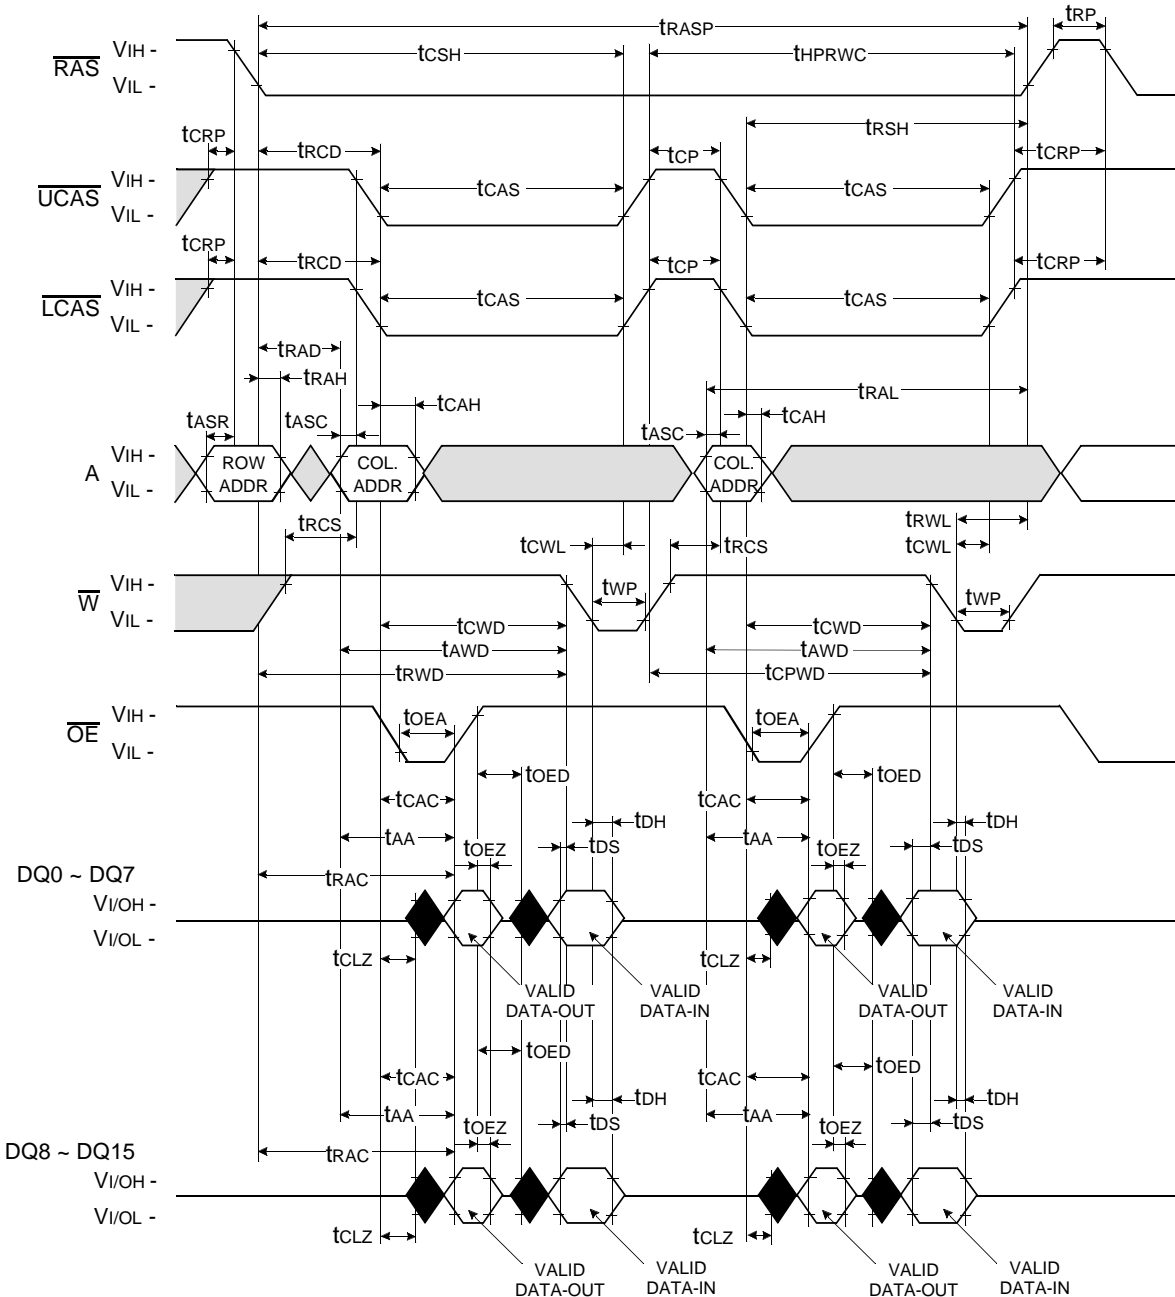 tRASP
tRP
tCSH
tHPRWC
RAS
VIH -
VIL -
tRSH
tCRP
tRCD
tCP
tCRP
UCAS
VIH -
VIL -
tCAS
tCAS
tCRP
tRCD
tCP
tCRP
LCAS
VIH -
VIL -
tCAS
tCAS
tRAD
tRAH
tRAL
tCAH
tCAH
tASR
tASC
tASC
A
VIH -
VIL -
ROW
ADDR
COL.
ADDR
COL.
ADDR
tRCS
tRWL
tCWL
tRCS
tCWL
W
VIH -
VIL -
tWP
tWP
tCWD
tCWD
tAWD
tAWD
tRWD
tCPWD
OE
VIH -
VIL -
tOEA
tOEA
tOED
tOED
tCAC
tCAC
tDH
tDH
tAA
tAA
tOEZ
tDS
tOEZ
tDS
DQ0 ~ DQ7
tRAC
VI/OH -
VI/OL -
tCLZ
tCLZ
VALID
DATA-OUT
VALID
DATA-IN
VALID
DATA-OUT
VALID
DATA-IN
tOED
tOED
tCAC
tCAC
tDH
tDH
tAA
tAA
tOEZ
tDS
tOEZ
tDS
DQ8 ~ DQ15
tRAC
VI/OH -
VI/OL -
tCLZ
tCLZ
VALID
DATA-OUT
VALID
DATA-IN
VALID
DATA-OUT
VALID
DATA-IN